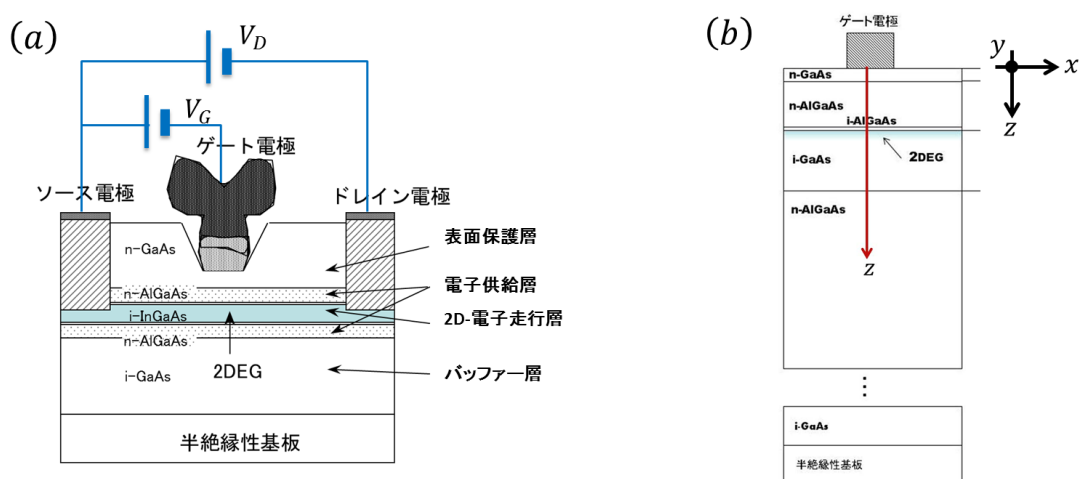 (a)
V_D
V_G
ゲート電極
ソース電極
ドレイン電極
n-GaAs
表面保護層
n-AlGaAs
電子供給層
i-InGaAs
2D-電子走行層
n-AlGaAs
i-GaAs
2DEG
バッファー層
半絶縁性基板
(b)
ゲート電極
y
x
z
n-GaAs
n-AlGaAs
i-AlGaAs
2DEG
i-GaAs
n-AlGaAs
z
⋮
i-GaAs
半絶縁性基板